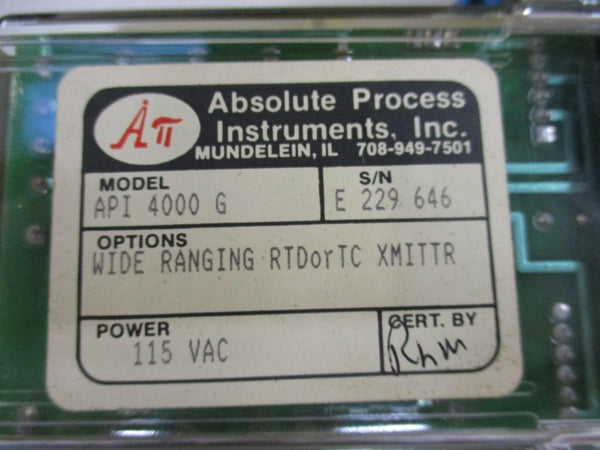 Aπ
Absolute Process
Instruments, Inc.
MUNDELEIN, IL 708-949-7501
MODEL
API 4000 G
S/N
E 229 646
OPTIONS
WIDE RANGING RTDorTC XMITTR
POWER
115 VAC
CERT. BY
Rhm